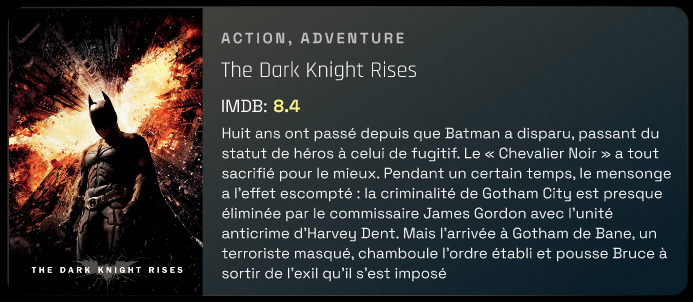 ACTION, ADVENTURE
The Dark Knight Rises
IMDB: 8.4
Huit ans ont passé depuis que Batman a disparu, passant du
statut de héros à celui de fugitif. Le « Chevalier Noir » a tout
sacrifié pour le mieux. Pendant un certain temps, le mensonge
a l'effet escompté : la criminalité de Gotham City est presque
éliminée par le commissaire James Gordon avec l'unité
anticrime d'Harvey Dent. Mais l'arrivée à Gotham de Bane, un
terroriste masqué, chamboule l'ordre établi et pousse Bruce à
sortir de l'exil qu'il s'est imposé
THE DARK KNIGHT RISES